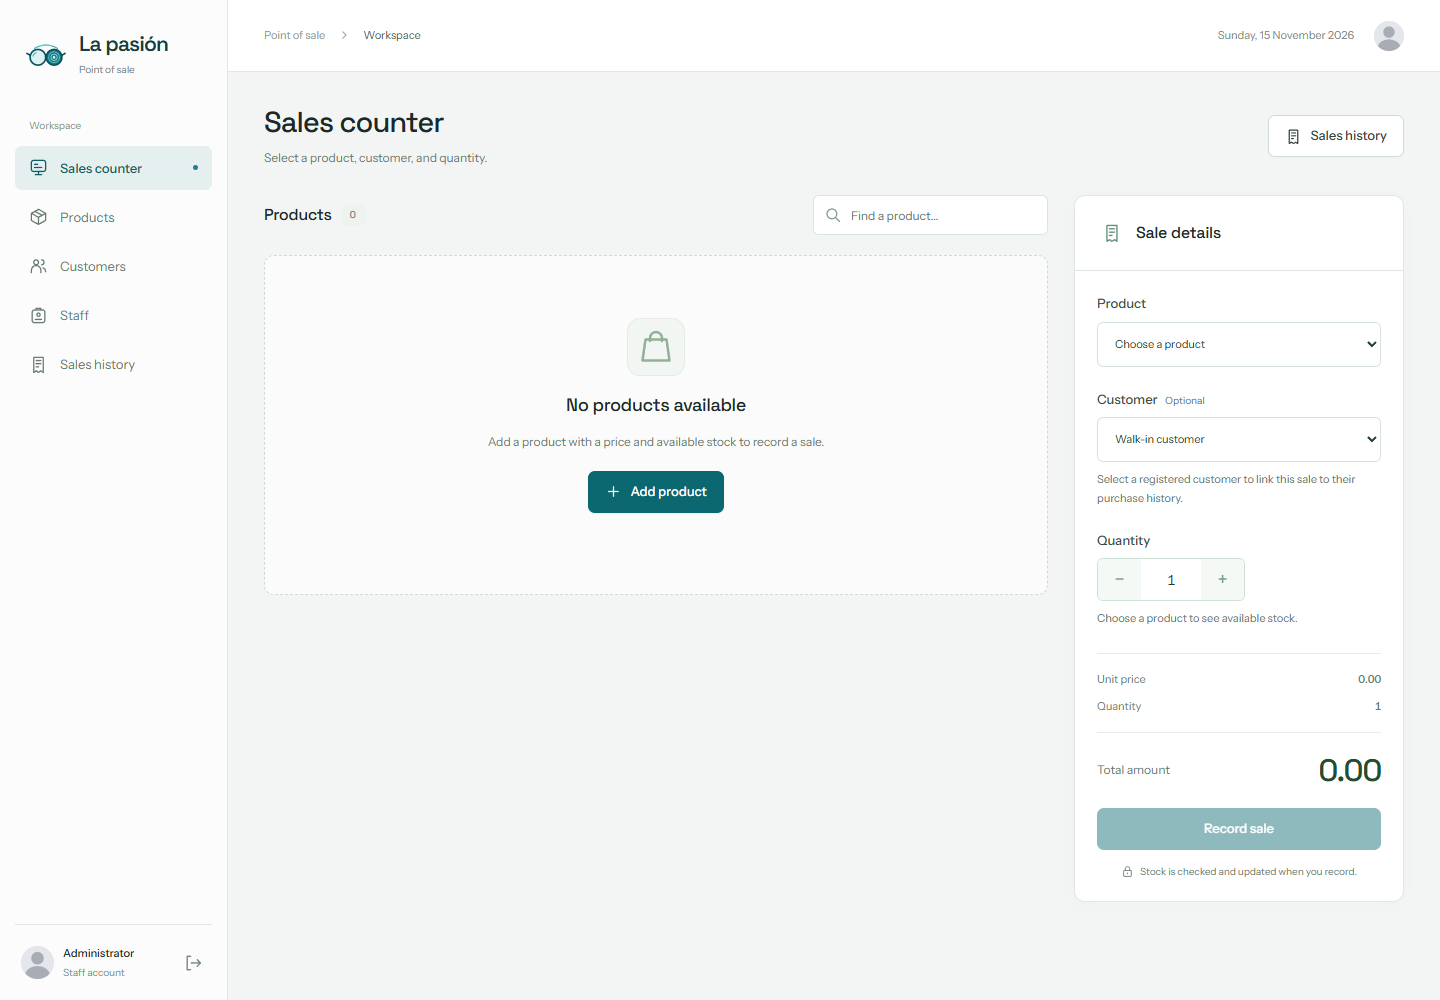 La pasión
Point of sale
Workspace
Sales counter
Products
Customers
Staff
Sales history
Administrator
Staff account
Point of sale
Workspace
Sunday, 15 November 2026
Sales counter
Select a product, customer, and quantity.
Sales history
Products 0
Find a product...
No products available
Add a product with a price and available stock to record a sale.
+ Add product
Sale details
Product
Choose a product
Customer Optional
Walk-in customer
Select a registered customer to link this sale to their
purchase history.
Quantity
− 1 +
Choose a product to see available stock.
Unit price 0.00
Quantity 1
Total amount 0.00
Record sale
Stock is checked and updated when you record.